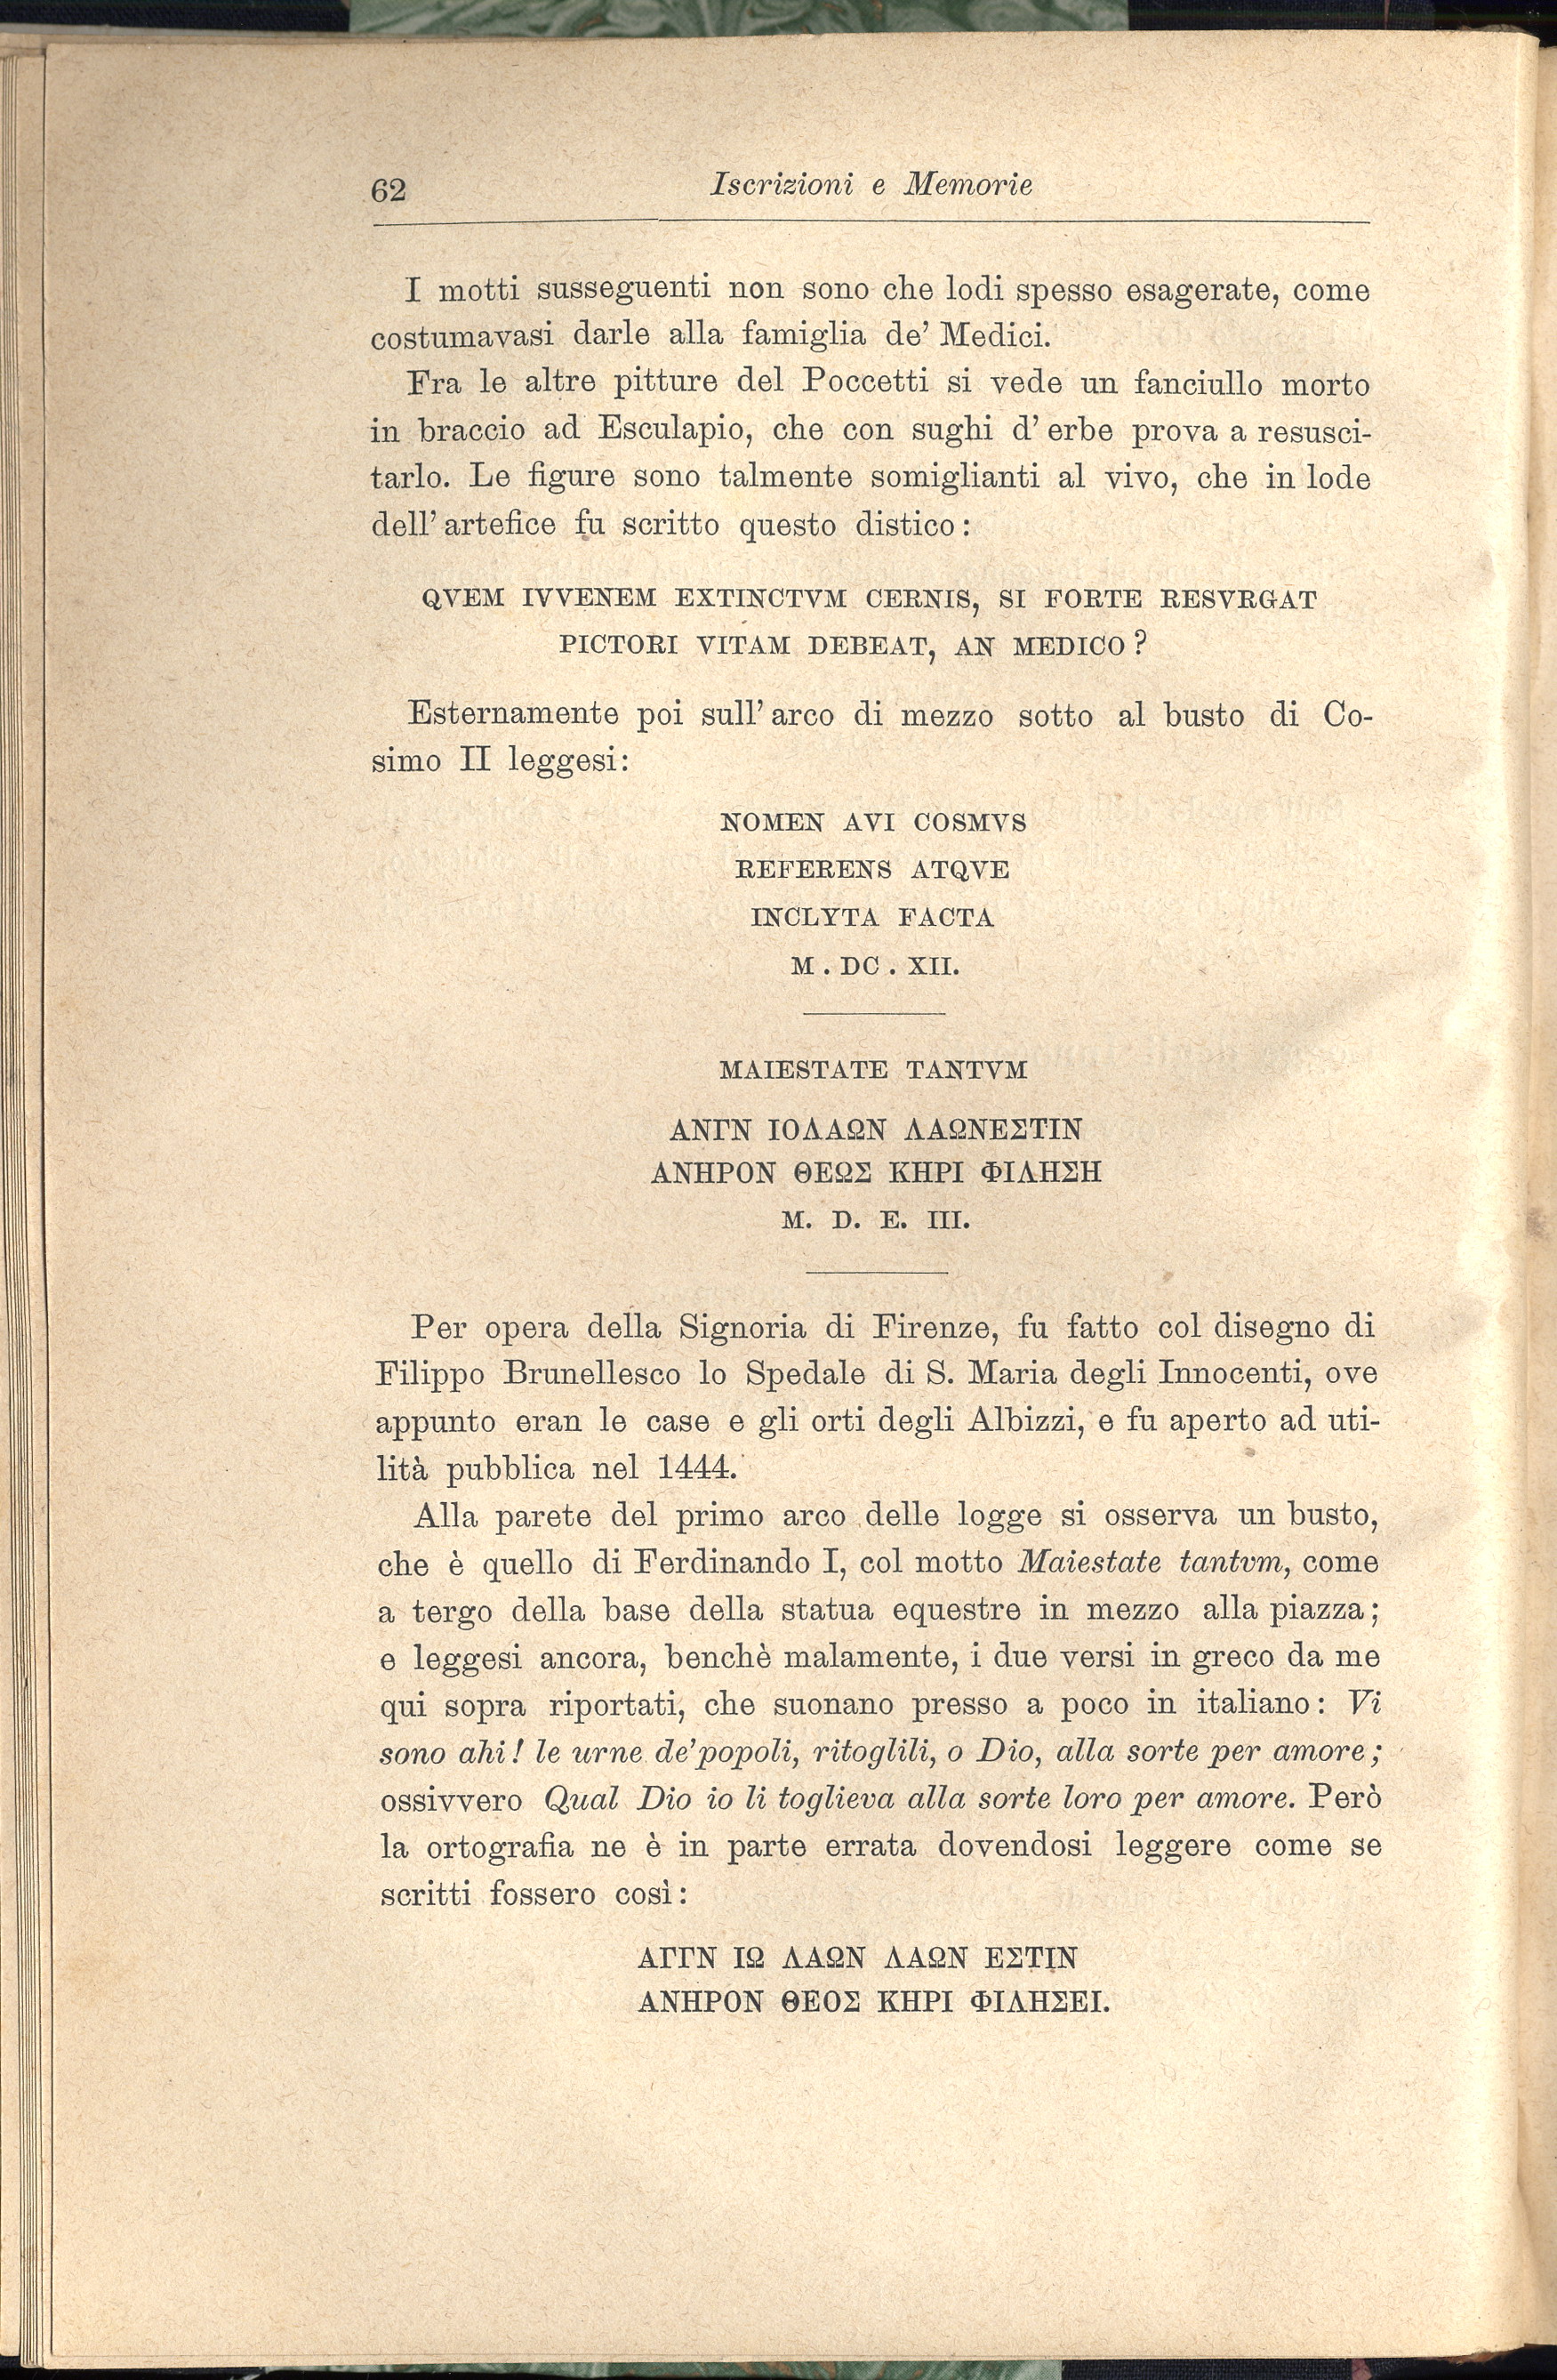 62 Iscrizioni e Memorie
I motti susseguenti non sono che lodi spesso esagerate, come
costumavasi darle alla famiglia de' Medici.
Fra le altre pitture del Poccetti si vede un fanciullo morto
in braccio ad Esculapio, che con sughi d' erbe prova a resusci-
tarlo. Le figure sono talmente somiglianti al vivo, che in lode
dell' artefice fu scritto questo distico:
QVEM IVVENEM EXTINCTVM CERNIS, SI FORTE RESVRGAT
PICTORI VITAM DEBEAT, AN MEDICO?
Esternamente poi sull' arco di mezzo sotto al busto di Co-
simo II leggesi:
NOMEN AVI COSMVS
REFERENS ATQVE
INCLYTA FACTA
M . DC . XII.
MAIESTATE TANTVM
ΑΝΓΝ ΙΟΛΑΩΝ ΛΑΩΝΕΣΤΙΝ
ΑΝΗΡΟΝ ΘΕΩΣ ΚΗΡΙ ΦΙΛΗΣΗ
M. D. E. III.
Per opera della Signoria di Firenze, fu fatto col disegno di
Filippo Brunellesco lo Spedale di S. Maria degli Innocenti, ove
appunto eran le case e gli orti degli Albizzi, e fu aperto ad uti-
lità pubblica nel 1444.
Alla parete del primo arco delle logge si osserva un busto,
che è quello di Ferdinando I, col motto Maiestate tantvm, come
a tergo della base della statua equestre in mezzo alla piazza;
e leggesi ancora, benchè malamente, i due versi in greco da me
qui sopra riportati, che suonano presso a poco in italiano: Vi
sono ahi! le urne de' popoli, ritoglili, o Dio, alla sorte per amore;
ossivvero Qual Dio io li toglieva alla sorte loro per amore. Però
la ortografia ne è in parte errata dovendosi leggere come se
scritti fossero così:
ΑΓΓΝ ΙΩ ΛΑΩΝ ΛΑΩΝ ΕΣΤΙΝ
ΑΝΗΡΟΝ ΘΕΟΣ ΚΗΡΙ ΦΙΛΗΣΕΙ.